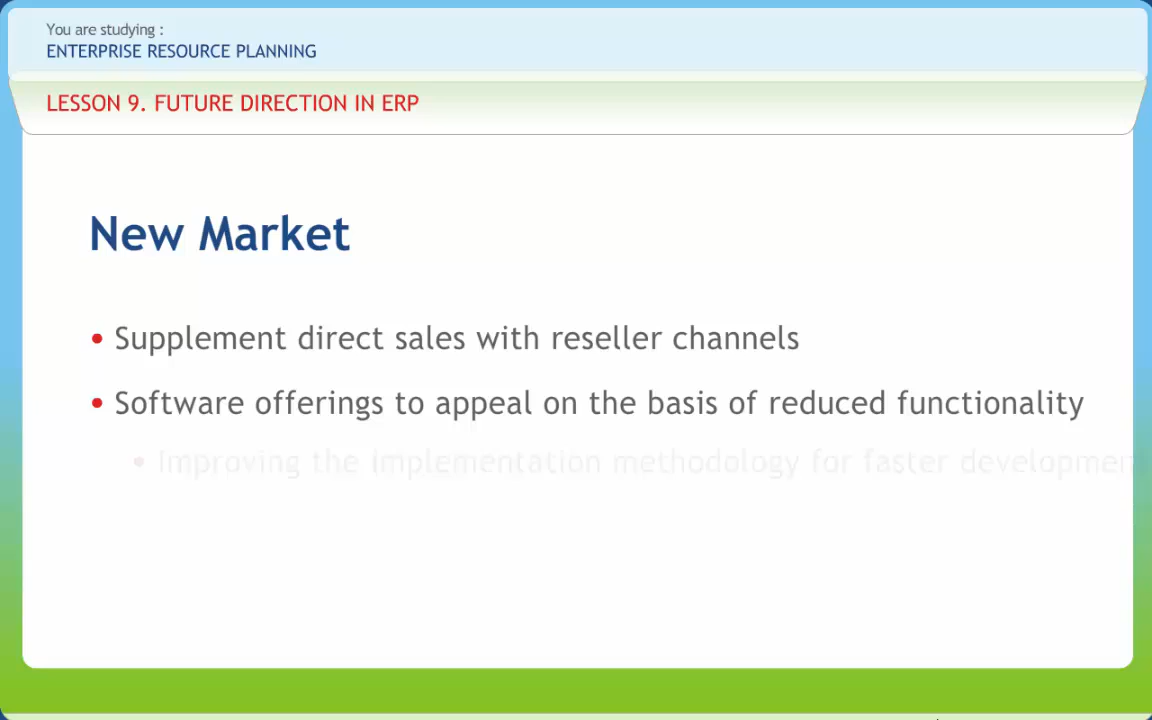 You are studying :
ENTERPRISE RESOURCE PLANNING
LESSON 9. FUTURE DIRECTION IN ERP
New Market
• Supplement direct sales with reseller channels
• Software offerings to appeal on the basis of reduced functionality
• Improving the implementation methodology for faster development